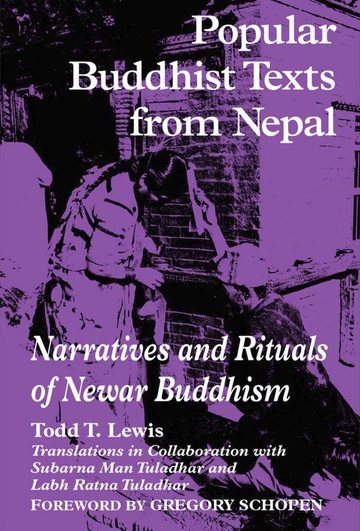 Popular
Buddhist Texts
from Nepal
Narratives and Rituals
of Newar Buddhism
Todd T. Lewis
Translations in Collaboration with
Subarna Man Tuladhar and
Labh Ratna Tuladhar
FOREWORD BY GREGORY SCHOPEN